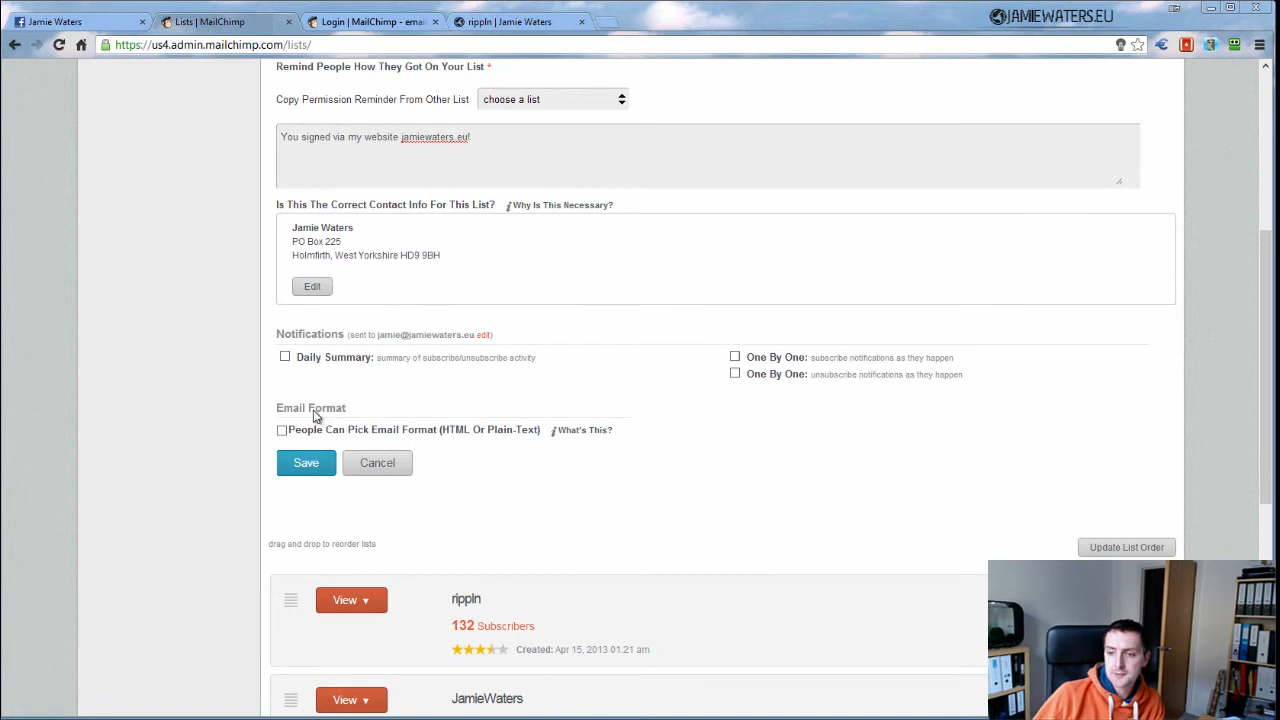 Jamie Waters
Lists | MailChimp
Login | MailChimp - emai
rippln | Jamie Waters
JAMIEWATERS.EU
https://us4.admin.mailchimp.com/lists/
Remind People How They Got On Your List *
Copy Permission Reminder From Other List
choose a list
You signed via my website jamiewaters.eu!
Is This The Correct Contact Info For This List?
i Why Is This Necessary?
Jamie Waters
PO Box 225
Holmfirth, West Yorkshire HD9 9BH
Edit
Notifications (sent to jamie@jamiewaters.eu edit)
Daily Summary: summary of subscribe/unsubscribe activity
One By One: subscribe notifications as they happen
One By One: unsubscribe notifications as they happen
Email Format
People Can Pick Email Format (HTML Or Plain-Text)
i What's This?
Save
Cancel
drag and drop to reorder lists
Update List Order
View
rippln
132 Subscribers
Created: Apr 15, 2013 01:21 am
View
JamieWaters